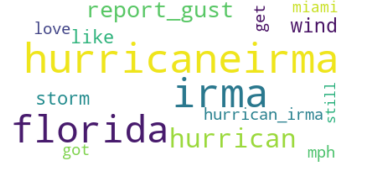 report_gust get miami
love like wind
hurricaneirma
storm irma still
hurrican_irma
florida hurrican
got mph